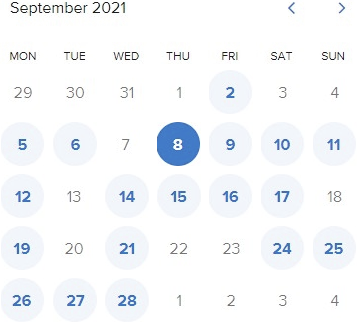 September 2021
MON TUE WED THU FRI SAT SUN
29 30 31 1 2 3 4
5 6 7 8 9 10 11
12 13 14 15 16 17 18
19 20 21 22 23 24 25
26 27 28 1 2 3 4